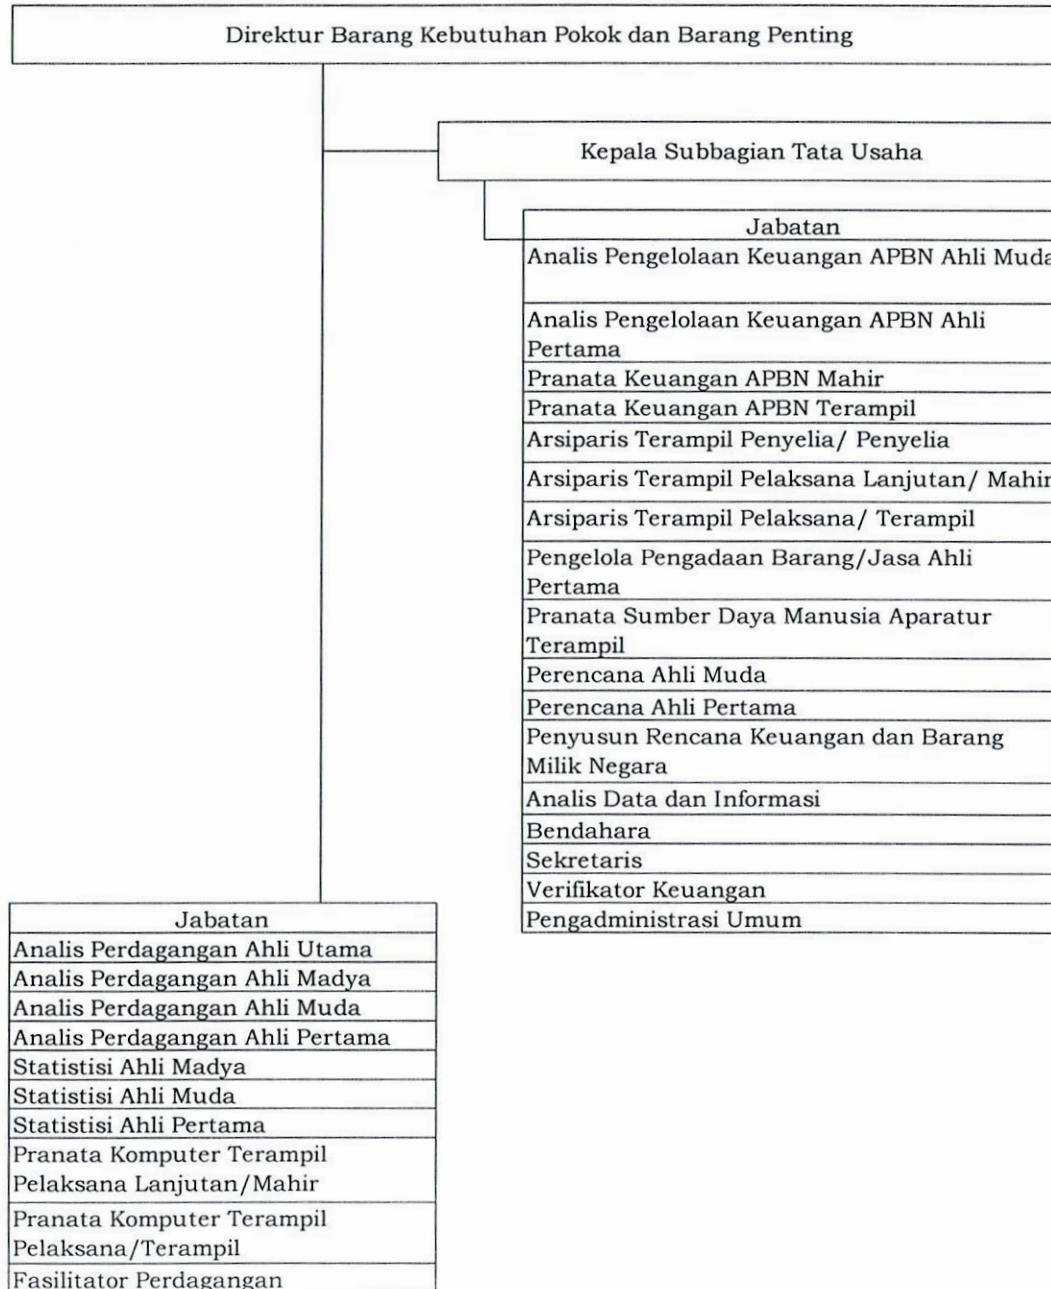 Direktur Barang Kebutuhan Pokok dan Barang Penting
Kepala Subbagian Tata Usaha
Jabatan
Analis Pengelolaan Keuangan APBN Ahli Muda
Analis Pengelolaan Keuangan APBN Ahli
Pertama
Pranata Keuangan APBN Mahir
Pranata Keuangan APBN Terampil
Arsiparis Terampil Penyelia/ Penyelia
Arsiparis Terampil Pelaksana Lanjutan/ Mahir
Arsiparis Terampil Pelaksana/ Terampil
Pengelola Pengadaan Barang/Jasa Ahli
Pertama
Pranata Sumber Daya Manusia Aparatur
Terampil
Perencana Ahli Muda
Perencana Ahli Pertama
Penyusun Rencana Keuangan dan Barang
Milik Negara
Analis Data dan Informasi
Bendahara
Sekretaris
Verifikator Keuangan
Pengadministrasi Umum
Jabatan
Analis Perdagangan Ahli Utama
Analis Perdagangan Ahli Madya
Analis Perdagangan Ahli Muda
Analis Perdagangan Ahli Pertama
Statistisi Ahli Madya
Statistisi Ahli Muda
Statistisi Ahli Pertama
Pranata Komputer Terampil
Pelaksana Lanjutan/Mahir
Pranata Komputer Terampil
Pelaksana/Terampil
Fasilitator Perdagangan